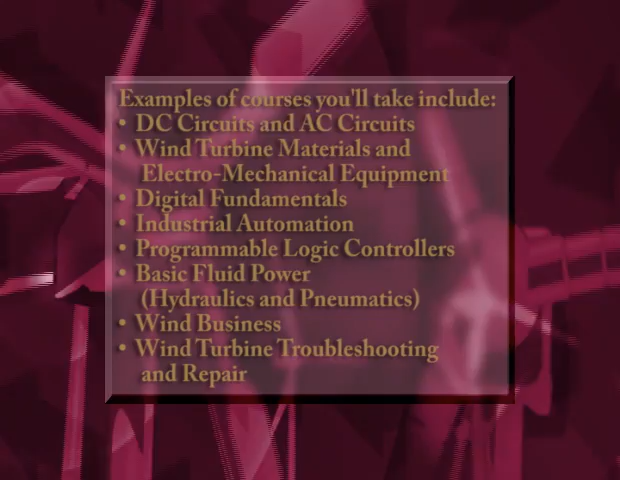 Examples of courses you'll take include:
• DC Circuits and AC Circuits
• Wind Turbine Materials and
Electro-Mechanical Equipment
• Digital Fundamentals
• Industrial Automation
• Programmable Logic Controllers
• Basic Fluid Power
(Hydraulics and Pneumatics)
• Wind Business
• Wind Turbine Troubleshooting
and Repair